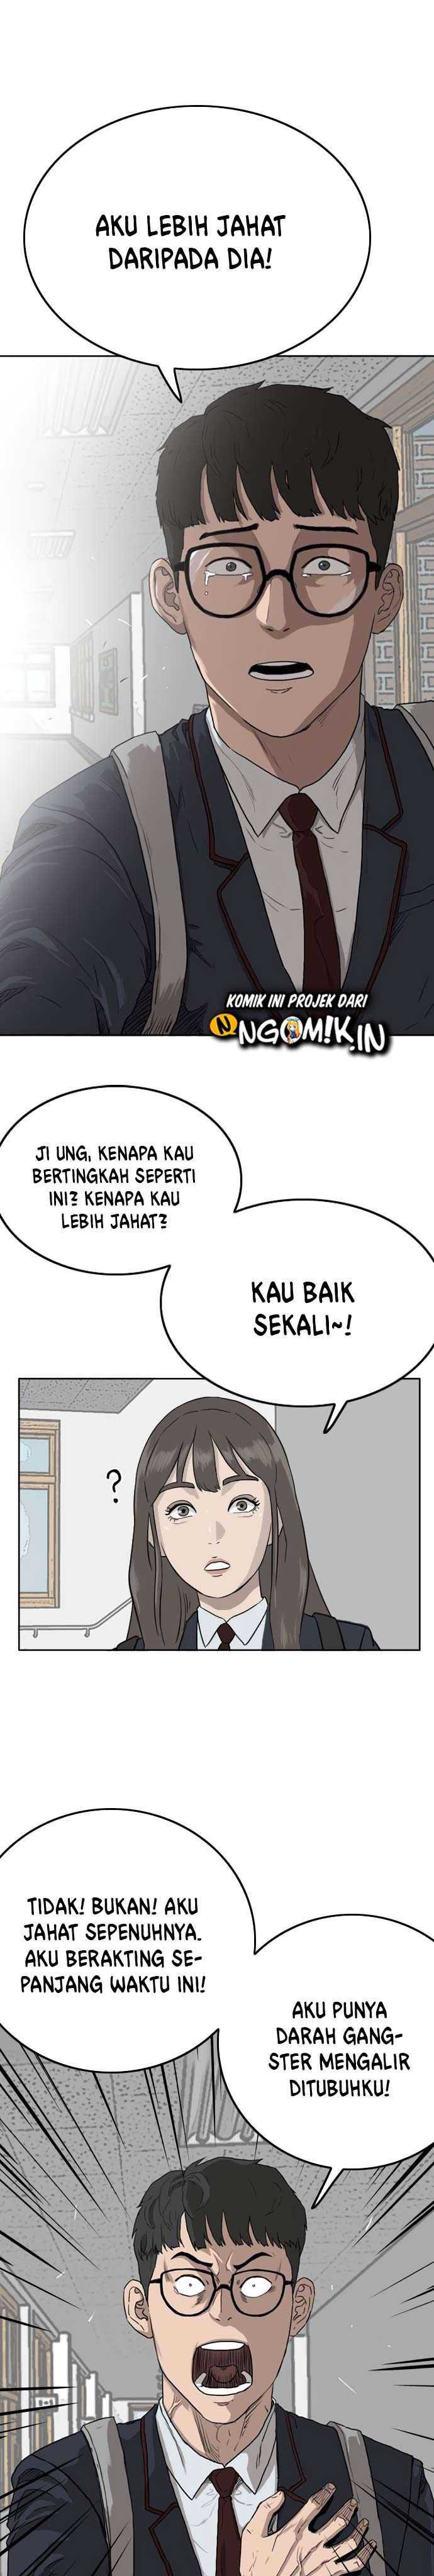 AKU LEBIH JAHAT
DARIPADA DIA!
KOMIK INI PROJEK DARI
NGOMIK.IN
JI UNG, KENAPA KAU
BERTINGKAH SEPERTI
INI? KENAPA KAU
LEBIH JAHAT?
KAU BAIK
SEKALI~!
?
TIDAK! BUKAN! AKU
JAHAT SEPENUHNYA.
AKU BERAKTING SE-
PANJANG WAKTU INI!
AKU PUNYA
DARAH GANG-
STER MENGALIR
DITUBUHKU!